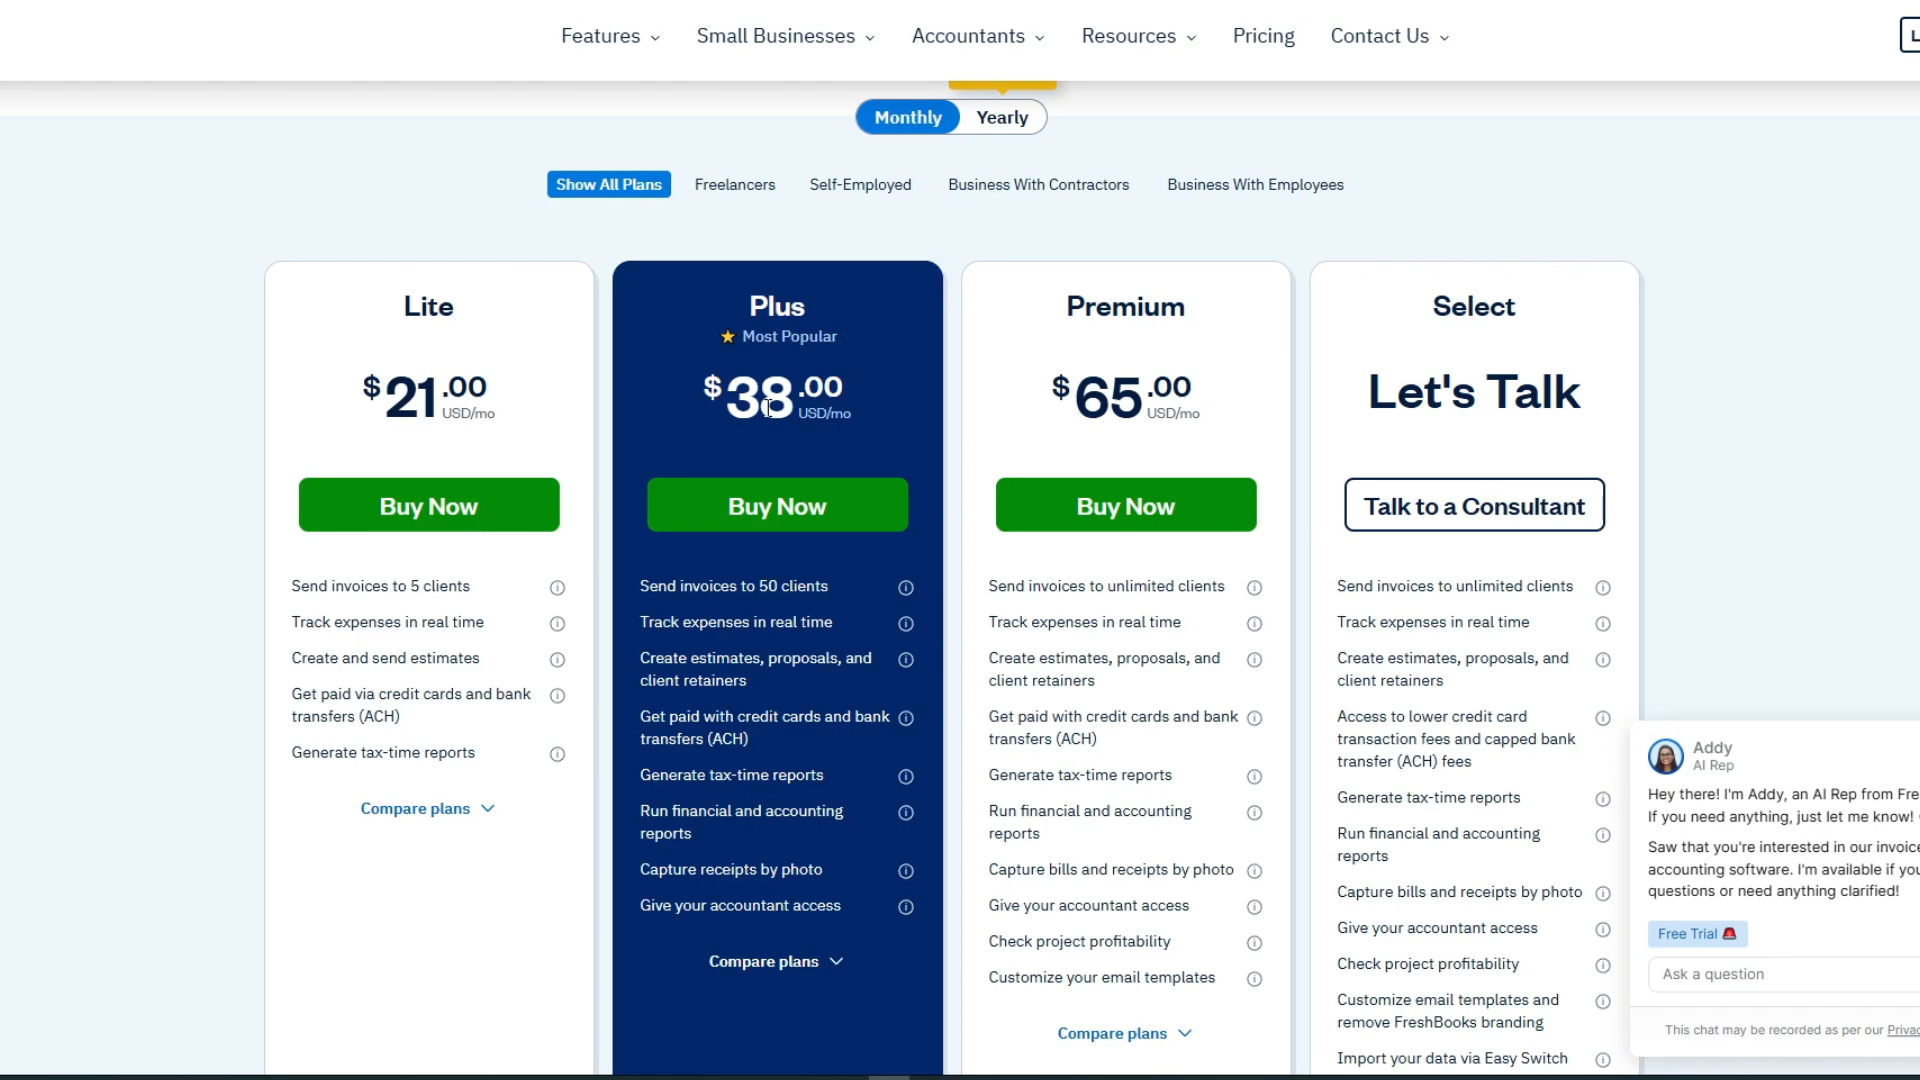 Features
Small Businesses
Accountants
Resources
Pricing
Contact Us
Monthly
Yearly
Show All Plans
Freelancers
Self-Employed
Business With Contractors
Business With Employees
Lite
$21.00
USD/mo
Buy Now
Send invoices to 5 clients
Track expenses in real time
Create and send estimates
Get paid via credit cards and bank
transfers (ACH)
Generate tax-time reports
Compare plans
Plus
Most Popular
$38.00
USD/mo
Buy Now
Send invoices to 50 clients
Track expenses in real time
Create estimates, proposals, and
client retainers
Get paid with credit cards and bank
transfers (ACH)
Generate tax-time reports
Run financial and accounting
reports
Capture receipts by photo
Give your accountant access
Compare plans
Premium
$65.00
USD/mo
Buy Now
Send invoices to unlimited clients
Track expenses in real time
Create estimates, proposals, and
client retainers
Get paid with credit cards and bank
transfers (ACH)
Generate tax-time reports
Run financial and accounting
reports
Capture bills and receipts by photo
Give your accountant access
Check project profitability
Customize your email templates
Compare plans
Select
Let's Talk
Talk to a Consultant
Send invoices to unlimited clients
Track expenses in real time
Create estimates, proposals, and
client retainers
Access to lower credit card
transaction fees and capped bank
transfer (ACH) fees
Generate tax-time reports
Run financial and accounting
reports
Capture bills and receipts by photo
Give your accountant access
Check project profitability
Customize email templates and
remove FreshBooks branding
Import your data via Easy Switch
Addy
AI Rep
Hey there! I'm Addy, an AI Rep from Fre
If you need anything, just let me know!
Saw that you're interested in our invoice
accounting software. I'm available if you
questions or need anything clarified!
Free Trial
Ask a question
This chat may be recorded as per our Privac